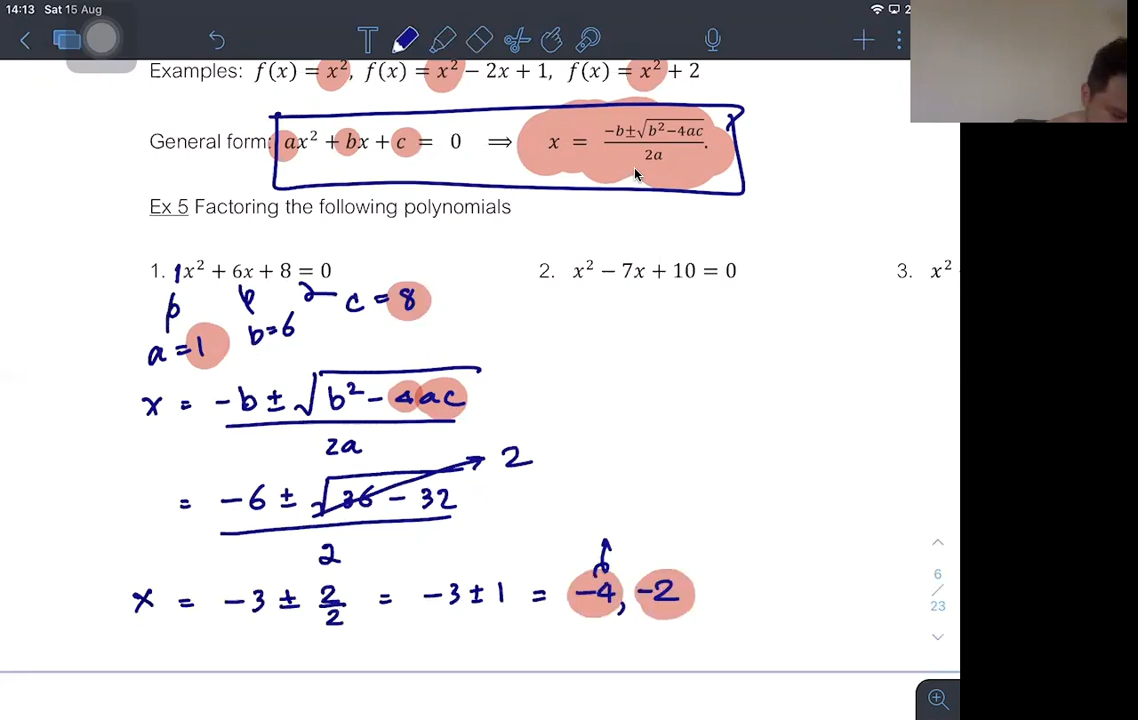 14:13 Sat 15 Aug
Examples: f(x) = x², f(x) = x² − 2x + 1, f(x) = x² + 2
General form: ax² + bx + c = 0 ⟹ x = (−b±√(b²−4ac))/(2a).
Ex 5 Factoring the following polynomials
1. 1x² + 6x + 8 = 0
2. x² − 7x + 10 = 0
3. x²
c = 8
b=6
a = 1
x = (−b ± √(b² − 4ac))/(2a)
= (−6 ± √(36 − 32))/2 → 2
x = −3 ± 2/2 = −3 ± 1 = −4, −2
6
/
23